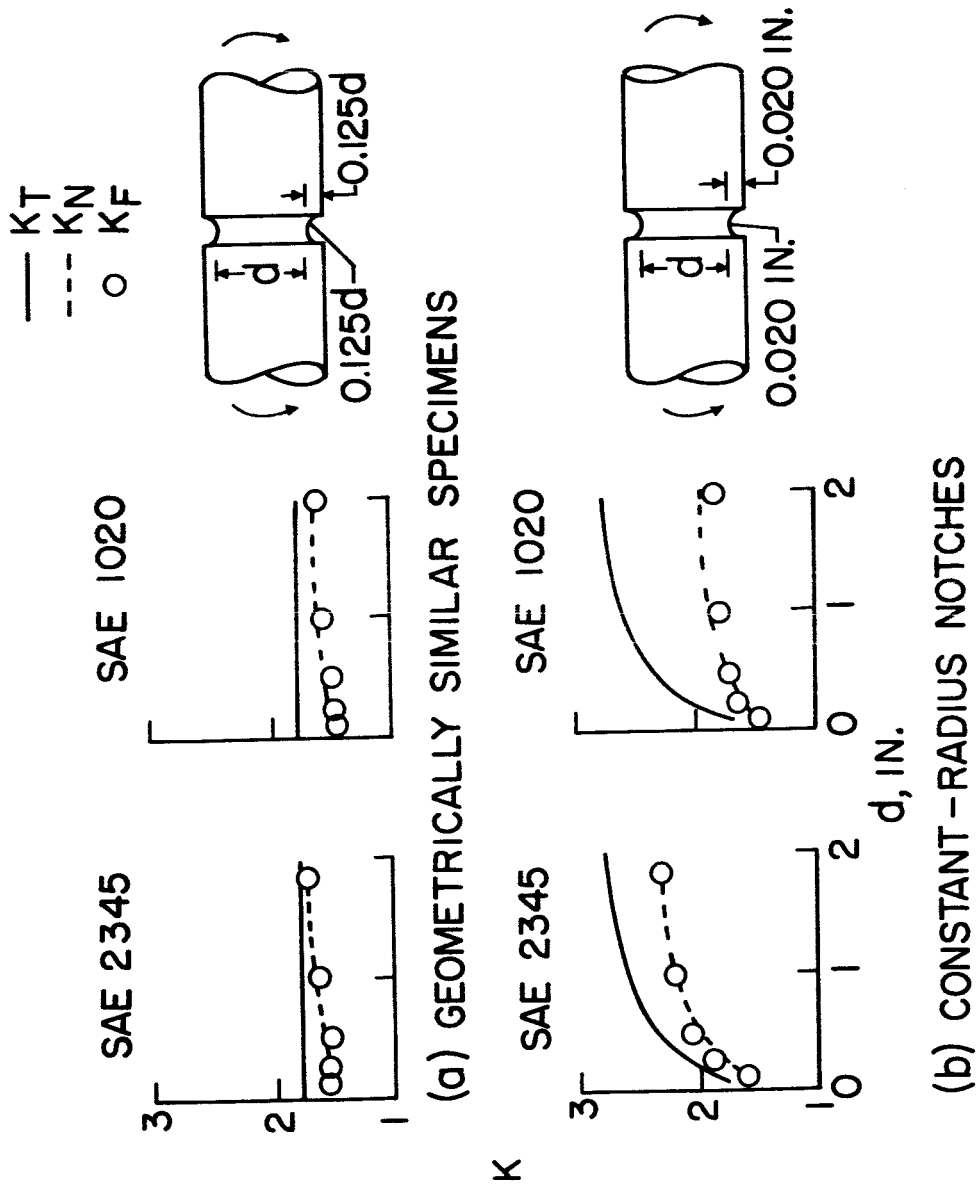 K_T
K_N
K_F
SAE 2345
SAE 1020
3
2
1
0.125d
d
0.125d
(a) GEOMETRICALLY SIMILAR SPECIMENS
K
SAE 2345
SAE 1020
3
2
1
0
1
2
0
1
2
d, IN.
0.020 IN.
d
0.020 IN.
(b) CONSTANT-RADIUS NOTCHES